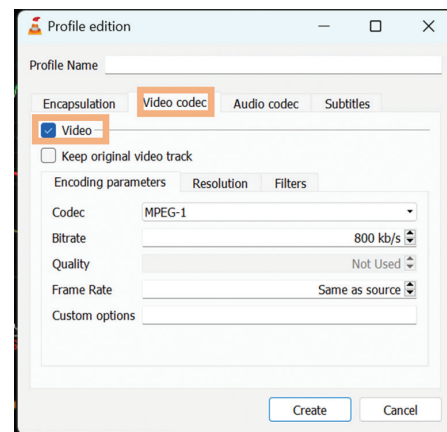 Profile edition
Profile Name
Encapsulation Video codec Audio codec Subtitles
Video
Keep original video track
Encoding parameters Resolution Filters
Codec MPEG-1
Bitrate 800 kb/s
Quality Not Used
Frame Rate Same as source
Custom options
Create Cancel